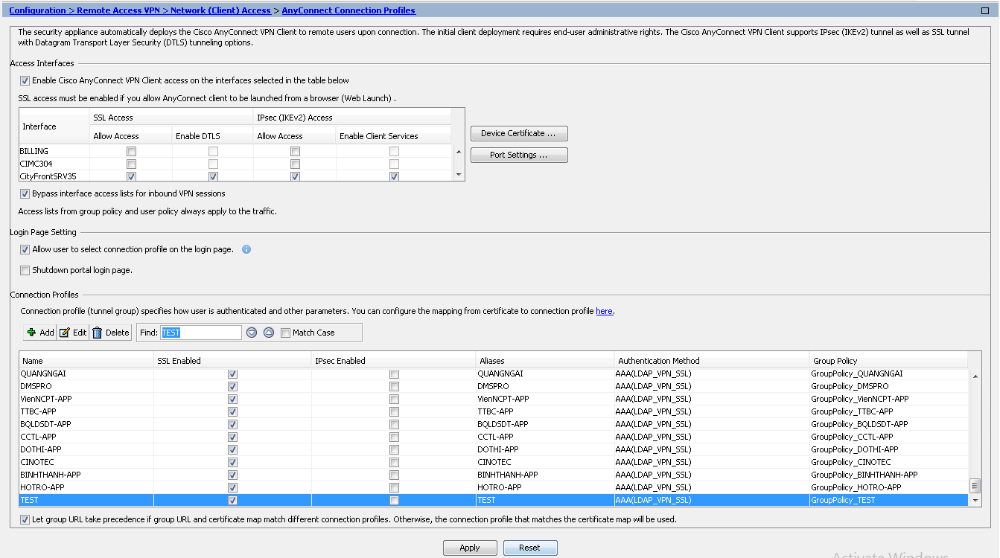 Configuration > Remote Access VPN > Network (Client) Access > AnyConnect Connection Profiles
The security appliance automatically deploys the Cisco AnyConnect VPN Client to remote users upon connection. The initial client deployment requires end-user administrative rights. The Cisco AnyConnect VPN Client supports IPsec (IKEv2) tunnel as well as SSL tunnel
with Datagram Transport Layer Security (DTLS) tunneling options.
Access Interfaces
Enable Cisco AnyConnect VPN Client access on the interfaces selected in the table below
SSL access must be enabled if you allow AnyConnect client to be launched from a browser (Web Launch) .
Interface SSL Access IPsec (IKEv2) Access
Allow Access Enable DTLS Allow Access Enable Client Services
BILLING
CIMC304
CityFrontSRV35
Device Certificate ...
Port Settings ...
Bypass interface access lists for inbound VPN sessions
Access lists from group policy and user policy always apply to the traffic.
Login Page Setting
Allow user to select connection profile on the login page.
Shutdown portal login page.
Connection Profiles
Connection profile (tunnel group) specifies how user is authenticated and other parameters. You can configure the mapping from certificate to connection profile here.
Add Edit Delete Find: TEST Match Case
Name SSL Enabled IPsec Enabled Aliases Authentication Method Group Policy
QUANGNGAI QUANGNGAI AAA(LDAP_VPN_SSL) GroupPolicy_QUANGNGAI
DMSPRO DMSPRO AAA(LDAP_VPN_SSL) GroupPolicy_DMSPRO
VienNCPT-APP VienNCPT-APP AAA(LDAP_VPN_SSL) GroupPolicy_VienNCPT-APP
TTBC-APP TTBC-APP AAA(LDAP_VPN_SSL) GroupPolicy_TTBC-APP
BQLDSDT-APP BQLDSDT-APP AAA(LDAP_VPN_SSL) GroupPolicy_BQLDSDT-APP
CCTL-APP CCTL-APP AAA(LDAP_VPN_SSL) GroupPolicy_CCTL-APP
DOTHI-APP DOTHI-APP AAA(LDAP_VPN_SSL) GroupPolicy_DOTHI-APP
CINOTEC CINOTEC AAA(LDAP_VPN_SSL) GroupPolicy_CINOTEC
BINHTHANH-APP BINHTHANH-APP AAA(LDAP_VPN_SSL) GroupPolicy_BINHTHANH-APP
HOTRO-APP HOTRO-APP AAA(LDAP_VPN_SSL) GroupPolicy_HOTRO-APP
TEST TEST AAA(LDAP_VPN_SSL) GroupPolicy_TEST
Let group URL take precedence if group URL and certificate map match different connection profiles. Otherwise, the connection profile that matches the certificate map will be used.
Apply Reset
Activate Windows